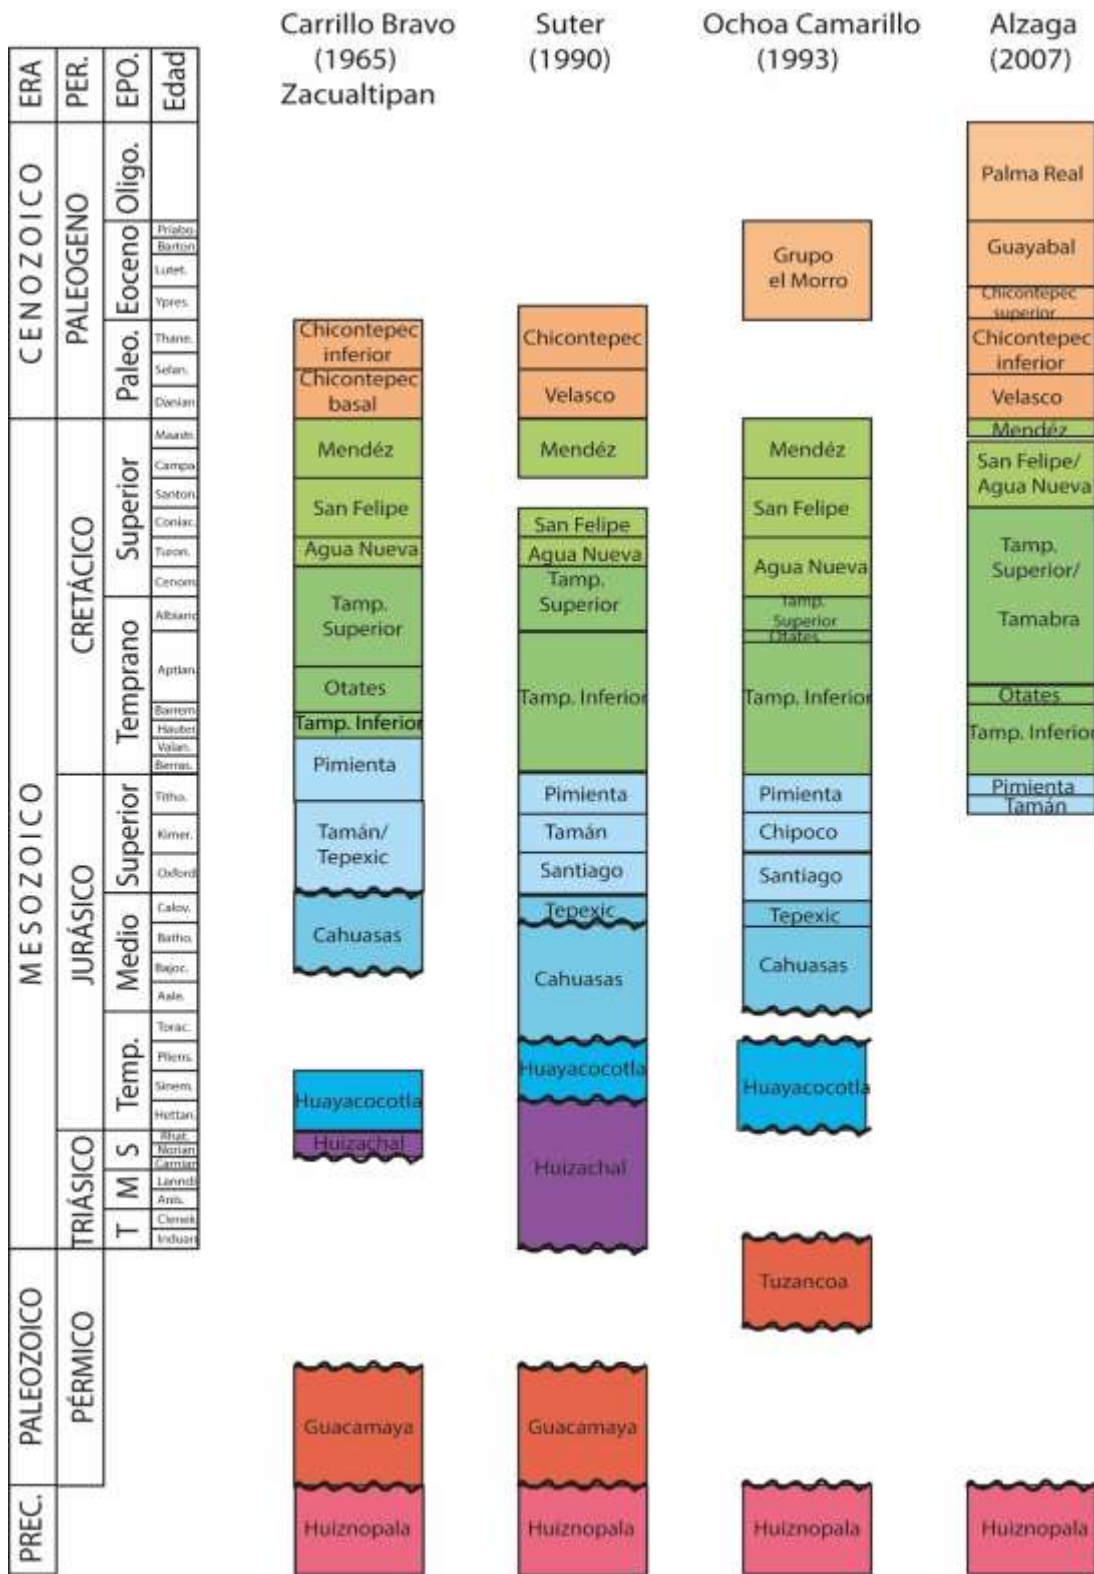 Carrillo Bravo
(1965)
Zacualtipan
Suter
(1990)
Ochoa Camarillo
(1993)
Alzaga
(2007)
ERA
PER.
EPO.
Edad
CENOZOICO
MESOZOICO
PALEOZOICO
PREC.
PALEOGENO
CRETÁCICO
JURÁSICO
TRIÁSICO
PÉRMICO
Oligo.
Eoceno
Paleo.
Superior
Temprano
Superior
Medio
Temp.
S
M
T
Priabo.
Barton.
Lutet.
Ypres.
Thane.
Selan.
Danian
Maastri.
Campa.
Santon.
Coniac.
Turon.
Cenom
Albiano
Aptian.
Barrem
Hauter
Valan.
Berras.
Titho.
Kimer.
Oxford
Calov.
Batho.
Bajoc.
Aale.
Torac.
Pliens.
Sinem.
Hettan.
Rhat.
Norian
Carnian
Lanndi
Anis.
Clenek
Induan
Chicontepec
inferior
Chicontepec
basal
Mendéz
San Felipe
Agua Nueva
Tamp.
Superior
Otates
Tamp. Inferior
Pimienta
Tamán/
Tepexic
Cahuasas
Huayacocotla
Huizachal
Guacamaya
Huiznopala
Chicontepec
Velasco
Mendéz
San Felipe
Agua Nueva
Tamp.
Superior
Tamp. Inferior
Pimienta
Tamán
Santiago
Tepexic
Cahuasas
Huayacocotla
Huizachal
Guacamaya
Huiznopala
Grupo
el Morro
Mendéz
San Felipe
Agua Nueva
Tamp.
Superior
Otates
Tamp. Inferior
Pimienta
Chipoco
Santiago
Tepexic
Cahuasas
Huayacocotla
Tuzancoa
Huiznopala
Palma Real
Guayabal
Chicontepec
superior
Chicontepec
inferior
Velasco
Mendéz
San Felipe/
Agua Nueva
Tamp.
Superior/
Tamabra
Otates
Tamp. Inferior
Pimienta
Tamán
Huiznopala